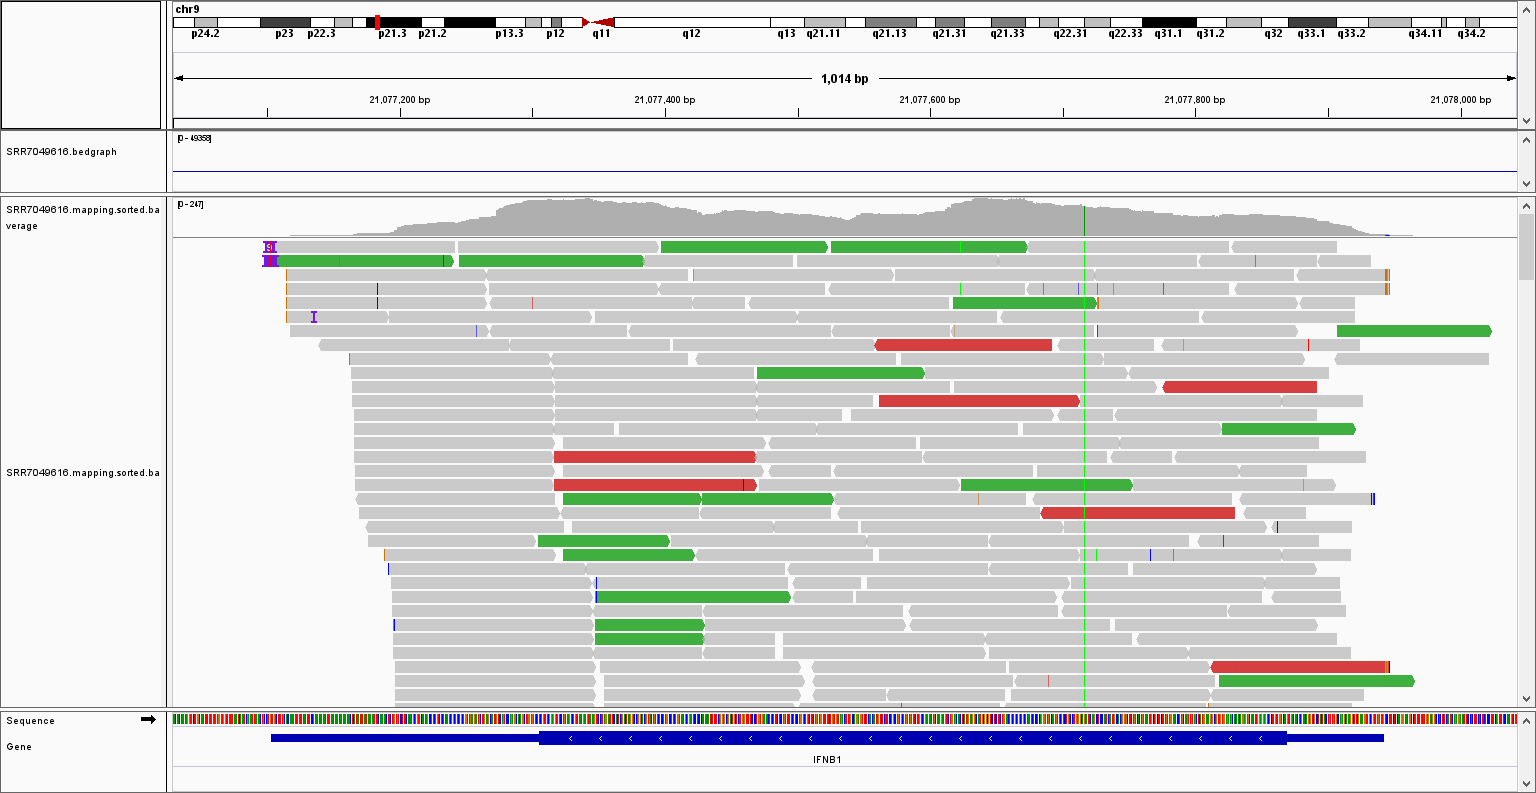 chr9
p24.2 p23 p22.3 p21.3 p21.2 p13.3 p12 q11 q12 q13 q21.11 q21.13 q21.31 q21.33 q22.31 q22.33 q31.1 q31.2 q32 q33.1 q33.2 q34.11 q34.2
1,014 bp
21,077,200 bp 21,077,400 bp 21,077,600 bp 21,077,800 bp 21,078,000 bp
SRR7049616.bedgraph
[0 - 49358]
SRR7049616.mapping.sorted.ba
verage
[0 - 247]
SRR7049616.mapping.sorted.ba
Sequence
Gene
IFNB1